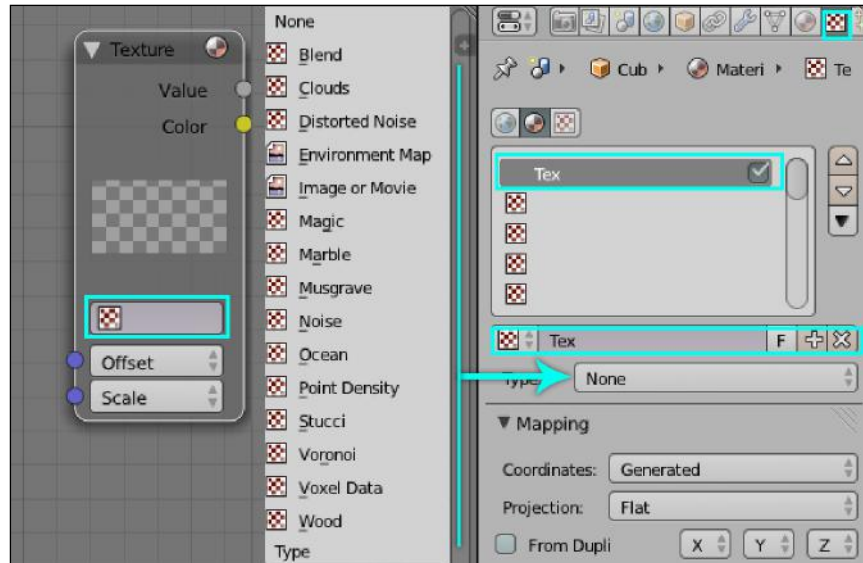 Texture
Value
Color
Offset
Scale
None
Blend
Clouds
Distorted Noise
Environment Map
Image or Movie
Magic
Marble
Musgrave
Noise
Ocean
Point Density
Stucci
Voronoi
Voxel Data
Wood
Type
Cub Materi Te
Tex
Tex F
Type: None
Mapping
Coordinates: Generated
Projection: Flat
From Dupli X Y Z